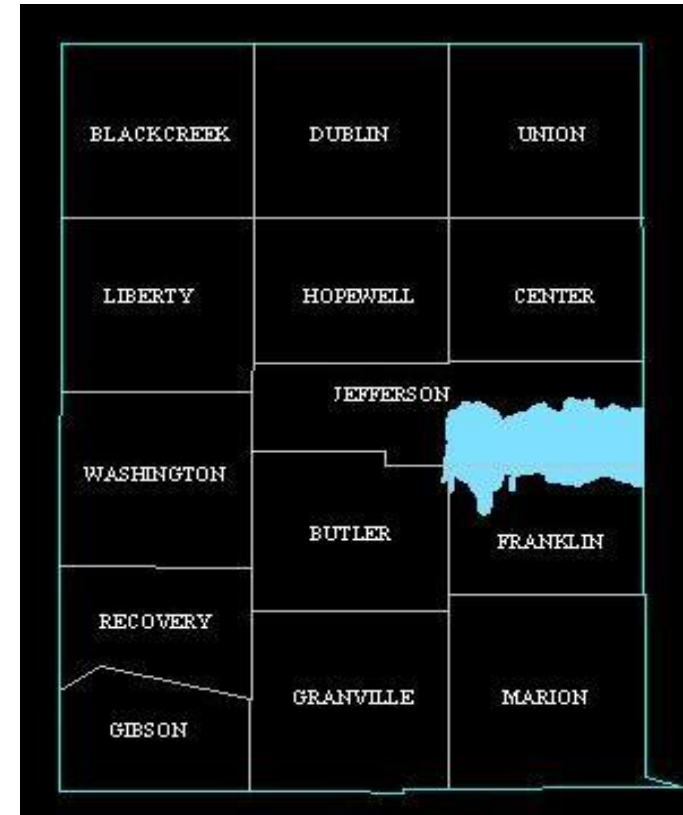 BLACKCREEK DUBLIN UNION
LIBERTY HOPEWELL CENTER
JEFFERSON
WASHINGTON
BUTLER FRANKLIN
RECOVERY
GRANVILLE MARION
GIBSON